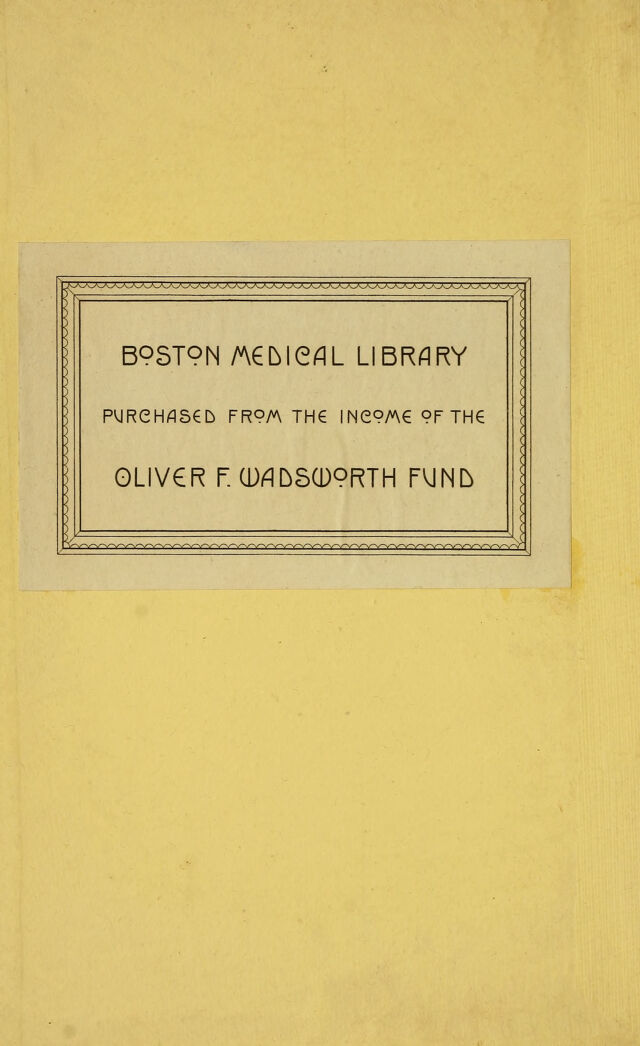 BOSTON MEDICAL LIBRARY
PURCHASED FROM THE INCOME OF THE
OLIVER F. WADSWORTH FUND